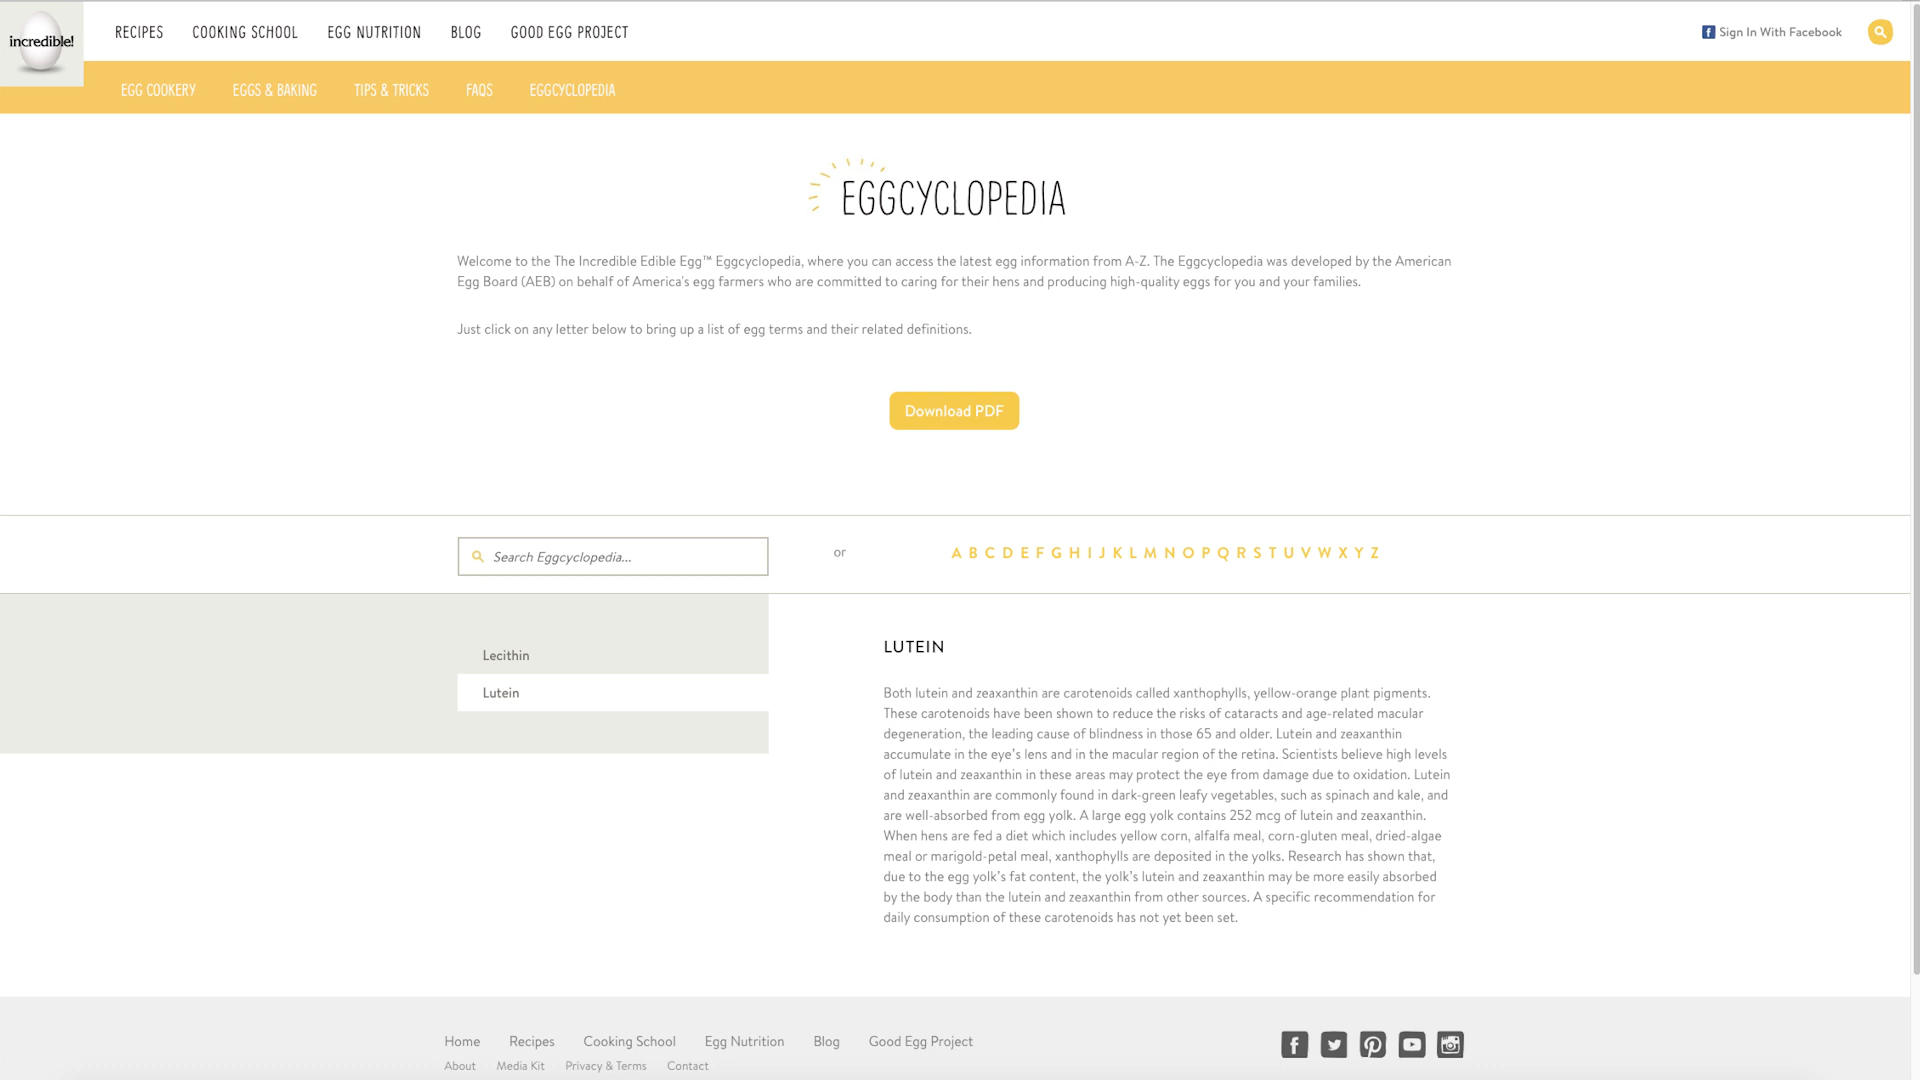 incredible!
RECIPES COOKING SCHOOL EGG NUTRITION BLOG GOOD EGG PROJECT
Sign In With Facebook
EGG COOKERY EGGS & BAKING TIPS & TRICKS FAQS EGGCYCLOPEDIA
EGGCYCLOPEDIA
Welcome to the The Incredible Edible Egg™ Eggcyclopedia, where you can access the latest egg information from A-Z. The Eggcyclopedia was developed by the American
Egg Board (AEB) on behalf of America's egg farmers who are committed to caring for their hens and producing high-quality eggs for you and your families.
Just click on any letter below to bring up a list of egg terms and their related definitions.
Download PDF
Search Eggcyclopedia...
or
A B C D E F G H I J K L M N O P Q R S T U V W X Y Z
Lecithin
Lutein
LUTEIN
Both lutein and zeaxanthin are carotenoids called xanthophylls, yellow-orange plant pigments.
These carotenoids have been shown to reduce the risks of cataracts and age-related macular
degeneration, the leading cause of blindness in those 65 and older. Lutein and zeaxanthin
accumulate in the eye's lens and in the macular region of the retina. Scientists believe high levels
of lutein and zeaxanthin in these areas may protect the eye from damage due to oxidation. Lutein
and zeaxanthin are commonly found in dark-green leafy vegetables, such as spinach and kale, and
are well-absorbed from egg yolk. A large egg yolk contains 252 mcg of lutein and zeaxanthin.
When hens are fed a diet which includes yellow corn, alfalfa meal, corn-gluten meal, dried-algae
meal or marigold-petal meal, xanthophylls are deposited in the yolks. Research has shown that,
due to the egg yolk's fat content, the yolk's lutein and zeaxanthin may be more easily absorbed
by the body than the lutein and zeaxanthin from other sources. A specific recommendation for
daily consumption of these carotenoids has not yet been set.
Home Recipes Cooking School Egg Nutrition Blog Good Egg Project
About Media Kit Privacy & Terms Contact